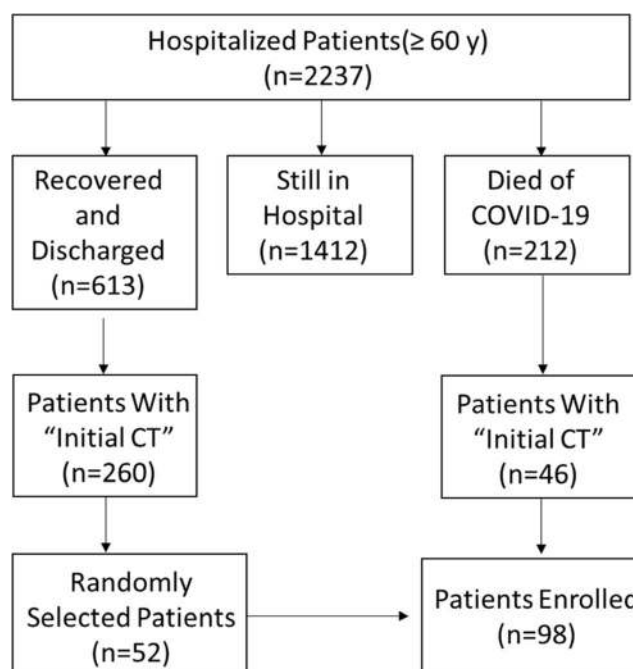 Hospitalized Patients(≥ 60 y)
(n=2237)
Recovered
and
Discharged
(n=613)
Still in
Hospital
(n=1412)
Died of
COVID-19
(n=212)
Patients With
“Initial CT”
(n=260)
Patients With
“Initial CT”
(n=46)
Randomly
Selected Patients
(n=52)
Patients Enrolled
(n=98)